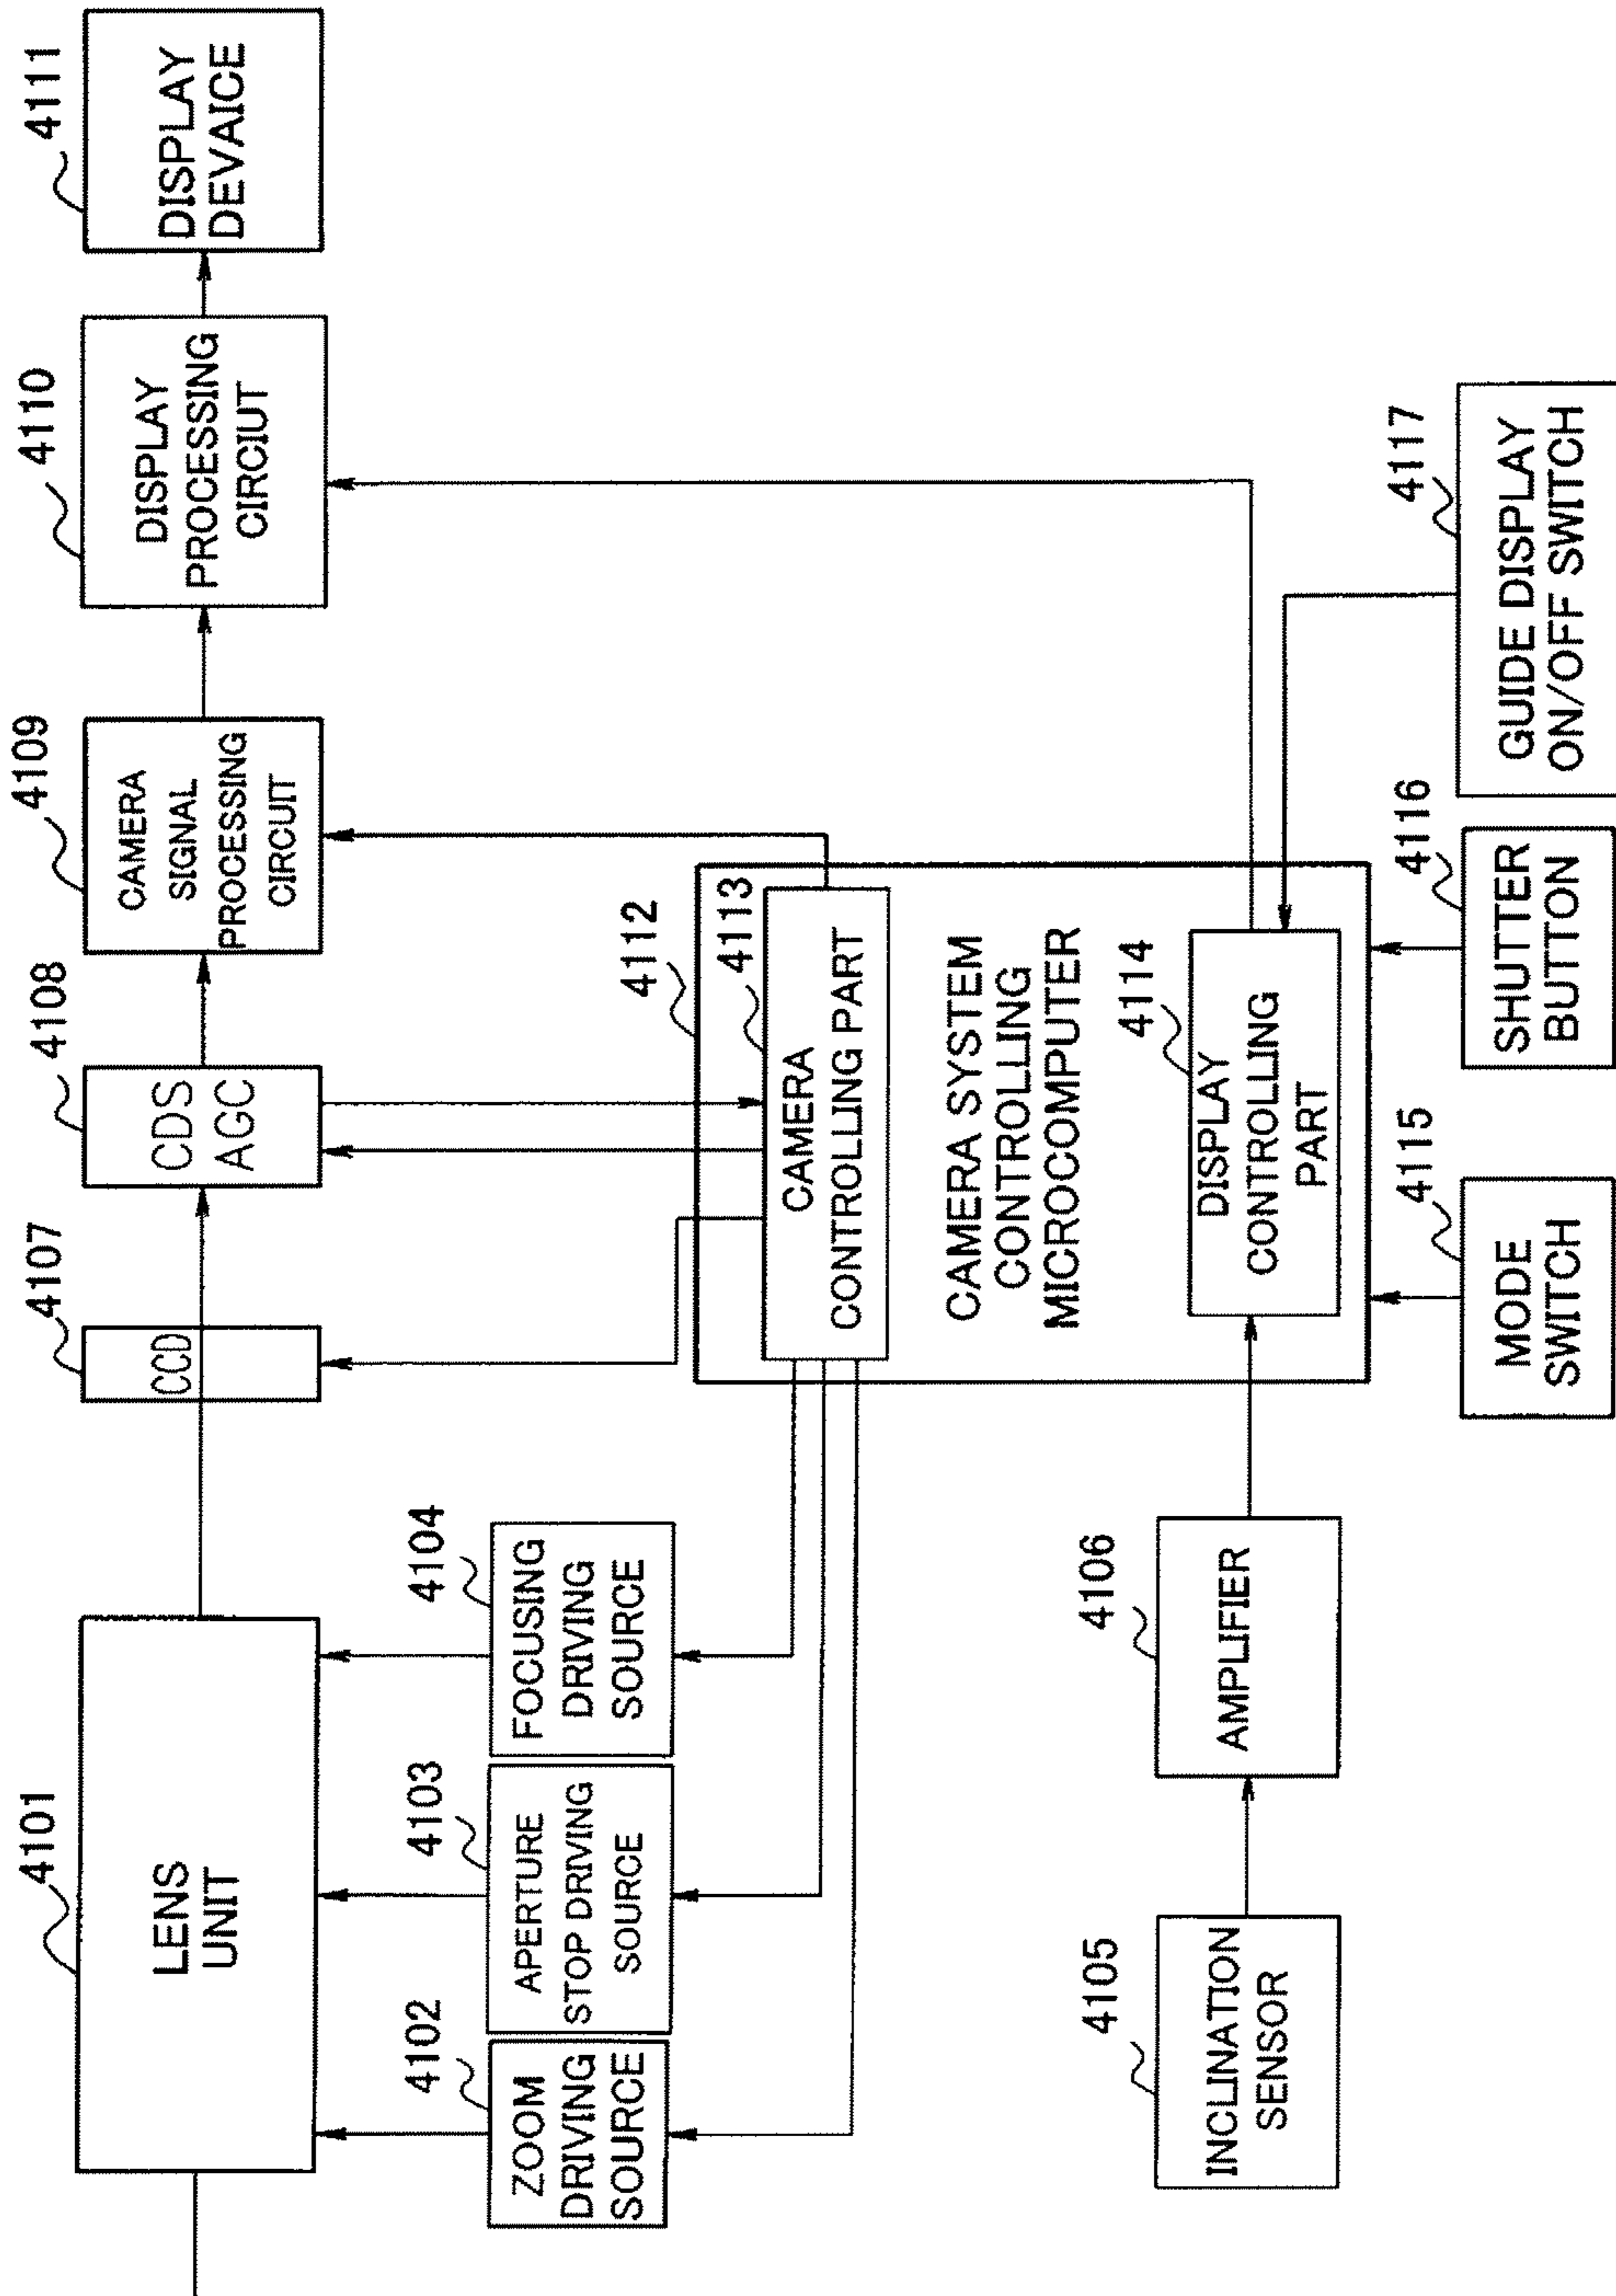 4101
LENS
UNIT
4107
CCD
4108
CDS
AGC
4109
CAMERA
SIGNAL
PROCESSING
CIRCUIT
4110
DISPLAY
PROCESSING
CIRCIUT
4111
DISPLAY
DEVAICE
4102
ZOOM
DRIVING
SOURCE
4103
APERTURE
STOP DRIVING
SOURCE
4104
FOCUSING
DRIVING
SOURCE
4112
4113
CAMERA
CONTROLLING PART
CAMERA SYSTEM
CONTROLLING
MICROCOMPUTER
4114
DISPLAY
CONTROLLING
PART
4105
INCLINATION
SENSOR
4106
AMPLIFIER
4115
MODE
SWITCH
4116
SHUTTER
BUTTON
4117
GUIDE DISPLAY
ON/OFF SWITCH